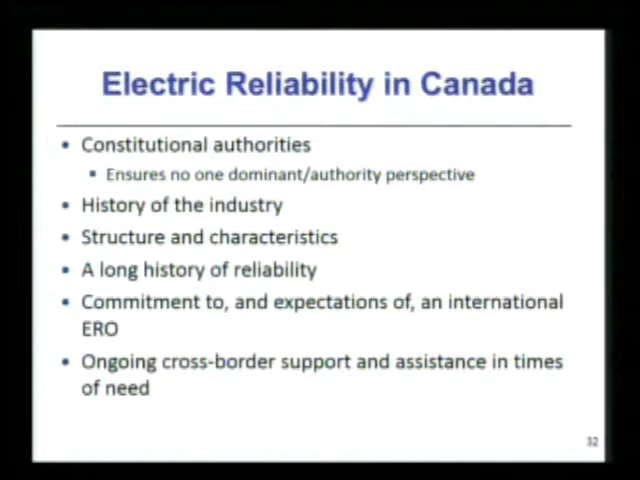 Electric Reliability in Canada
• Constitutional authorities
▪ Ensures no one dominant/authority perspective
• History of the industry
• Structure and characteristics
• A long history of reliability
• Commitment to, and expectations of, an international
ERO
• Ongoing cross-border support and assistance in times
of need
32